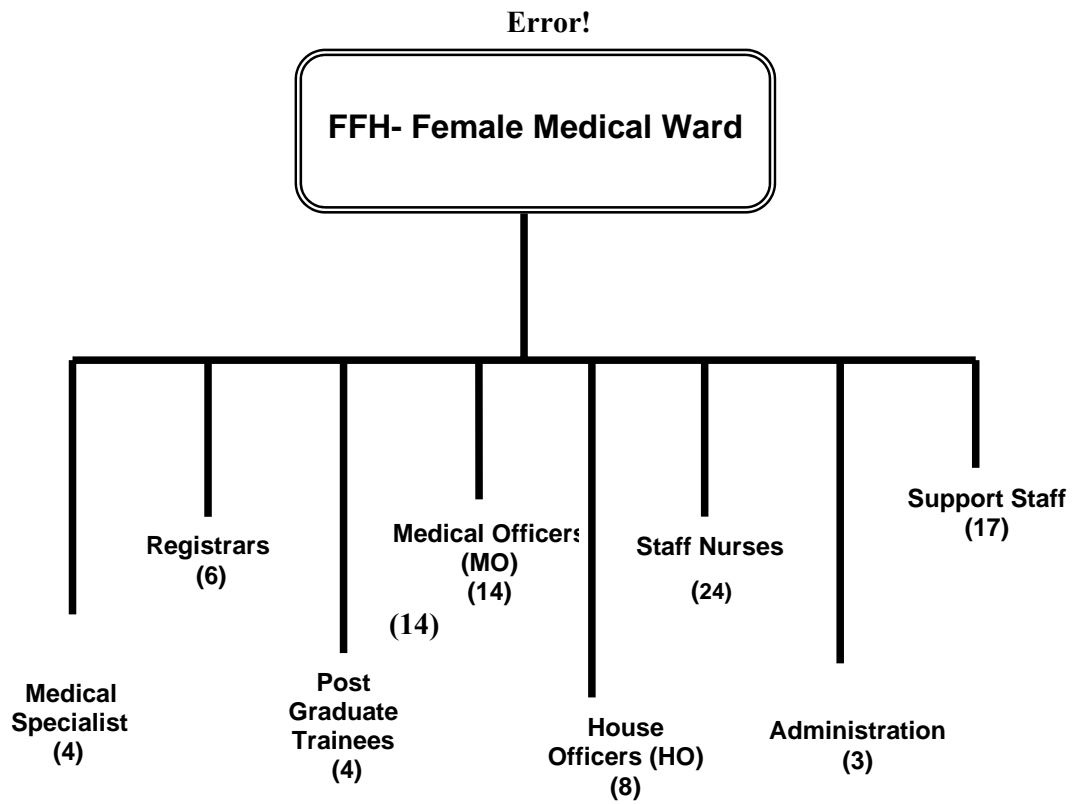 Error!
FFH- Female Medical Ward
Medical
Specialist
(4)
Registrars
(6)
Post
Graduate
Trainees
(4)
Medical Officers
(MO)
(14)
(14)
House
Officers (HO)
(8)
Staff Nurses
(24)
Administration
(3)
Support Staff
(17)